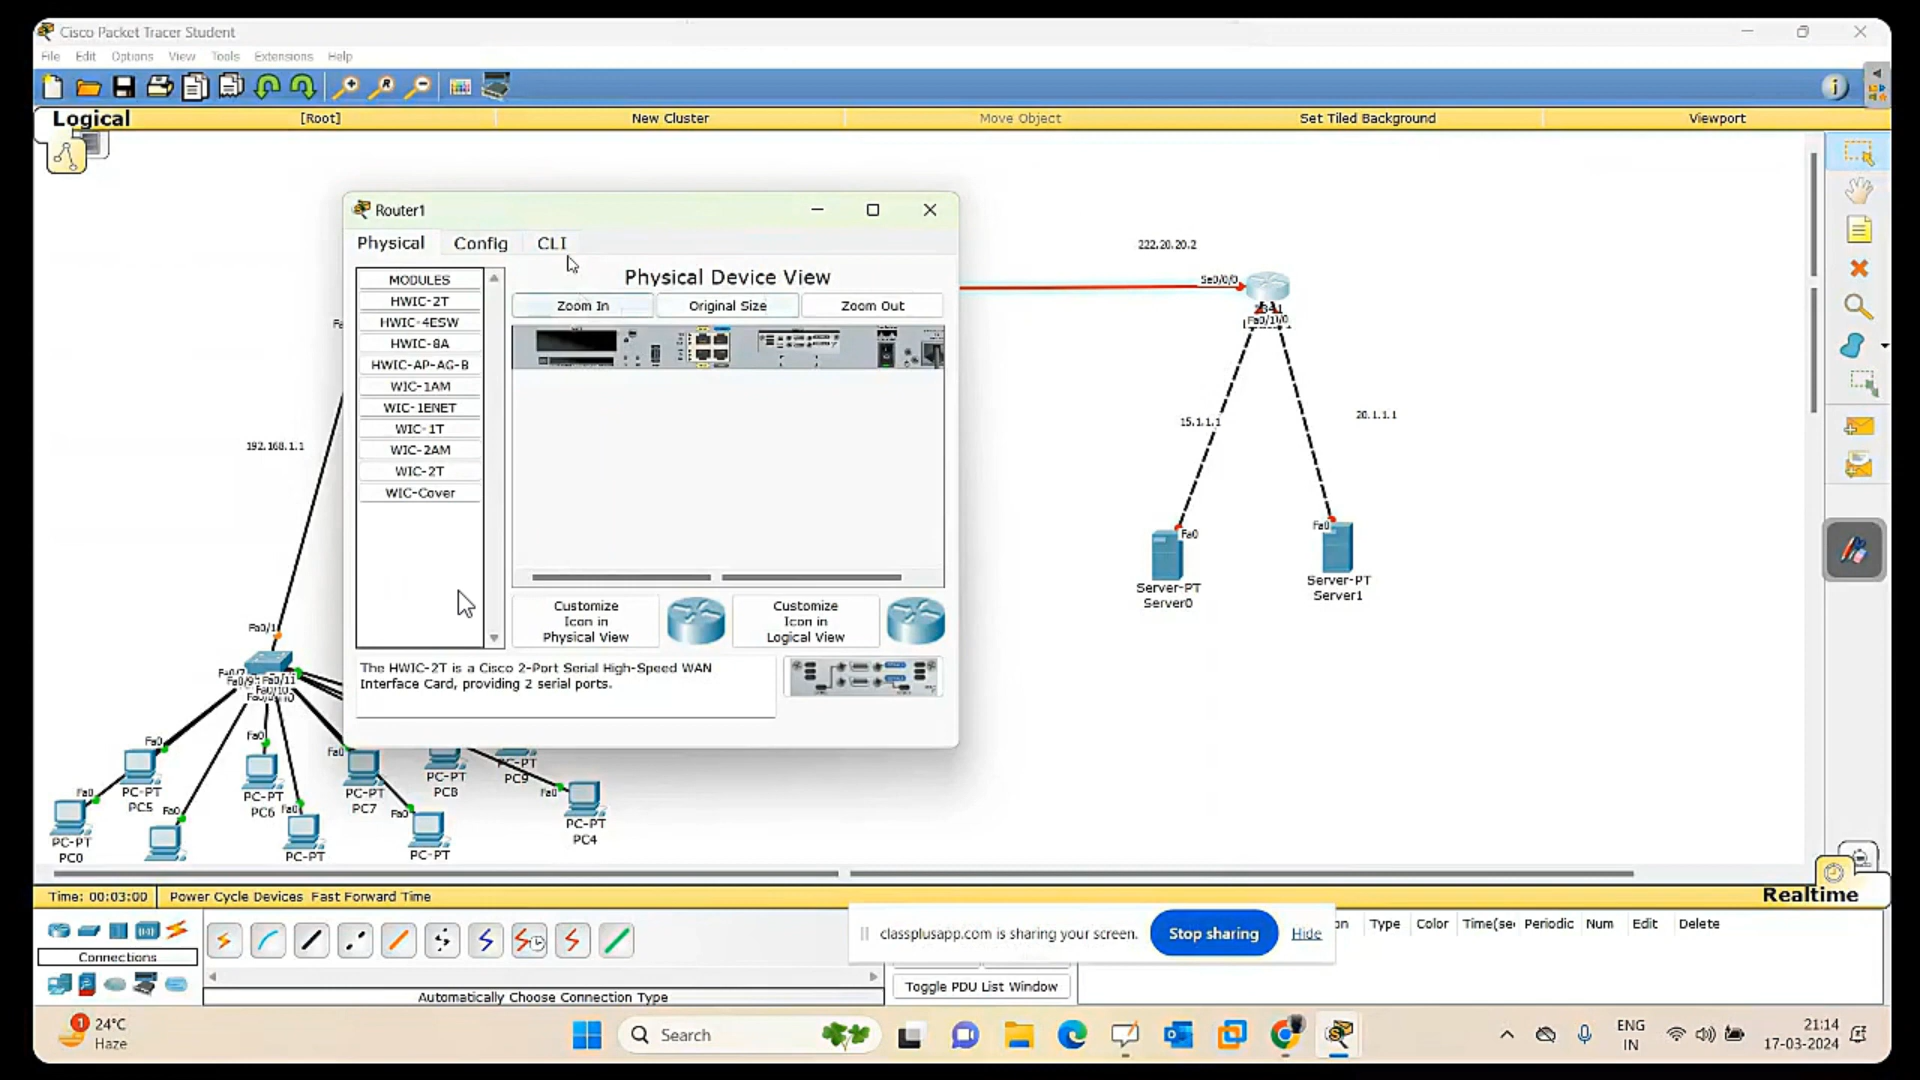 Cisco Packet Tracer Student
File Edit Options View Tools Extensions Help
Logical
[Root]
New Cluster
Move Object
Set Tiled Background
Viewport
Router1
Physical Config CLI
MODULES
HWIC-2T
HWIC-4ESW
HWIC-8A
HWIC-AP-AG-B
WIC-1AM
WIC-1ENET
WIC-1T
WIC-2AM
WIC-2T
WIC-Cover
Physical Device View
Zoom In
Original Size
Zoom Out
Customize
Icon in
Physical View
Customize
Icon in
Logical View
The HWIC-2T is a Cisco 2-Port Serial High-Speed WAN
Interface Card, providing 2 serial ports.
222.20.20.2
Se0/0/0
15.1.1.1
20.1.1.1
Fa0
Fa0
Server-PT
Server0
Server-PT
Server1
192.168.1.1
Fa0/1
Fa0/11
Fa0
PC-PT
PC0
Fa0
PC-PT
PC5
Fa0
Fa0
PC-PT
PC6
Fa0
PC-PT
Fa0
PC-PT
PC7
Fa0
PC-PT
PC-PT
PC8
PC-PT
PC9
Fa0
PC-PT
PC4
Time: 00:03:00
Power Cycle Devices Fast Forward Time
Realtime
Connections
Automatically Choose Connection Type
classplusapp.com is sharing your screen.
Stop sharing
Hide
Type Color Periodic Num Edit Delete
Toggle PDU List Window
1
24°C
Haze
Search
ENG
IN
21:14
17-03-2024